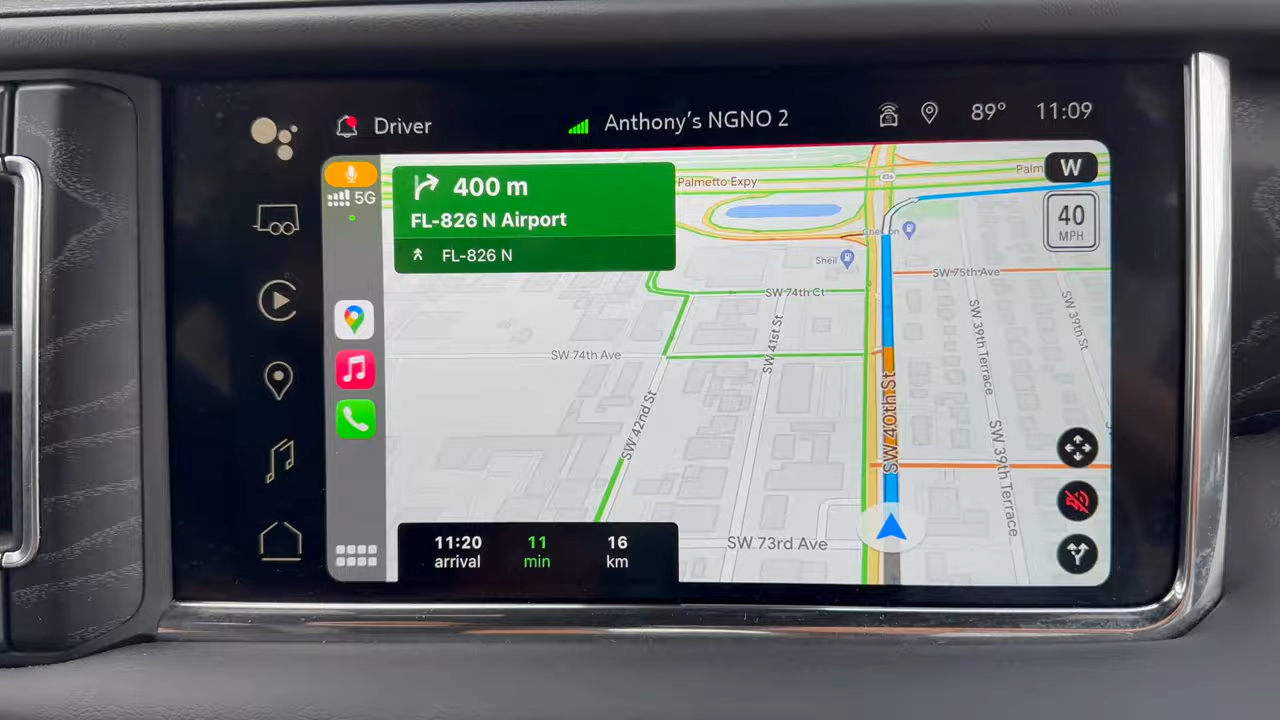 Driver
Anthony's NGNO 2
89°
11:09
5G
400 m
FL-826 N Airport
FL-826 N
Palmetto Expy
826
Palm
W
40
MPH
Shell
SW 75th Ave
SW 74th Ct
SW 74th Ave
SW 41st St
SW 39th Terrace
SW 39th St
SW 42nd St
SW 40th St
SW 39th Terrace
SW 73rd Ave
11:20
11
16
arrival
min
km